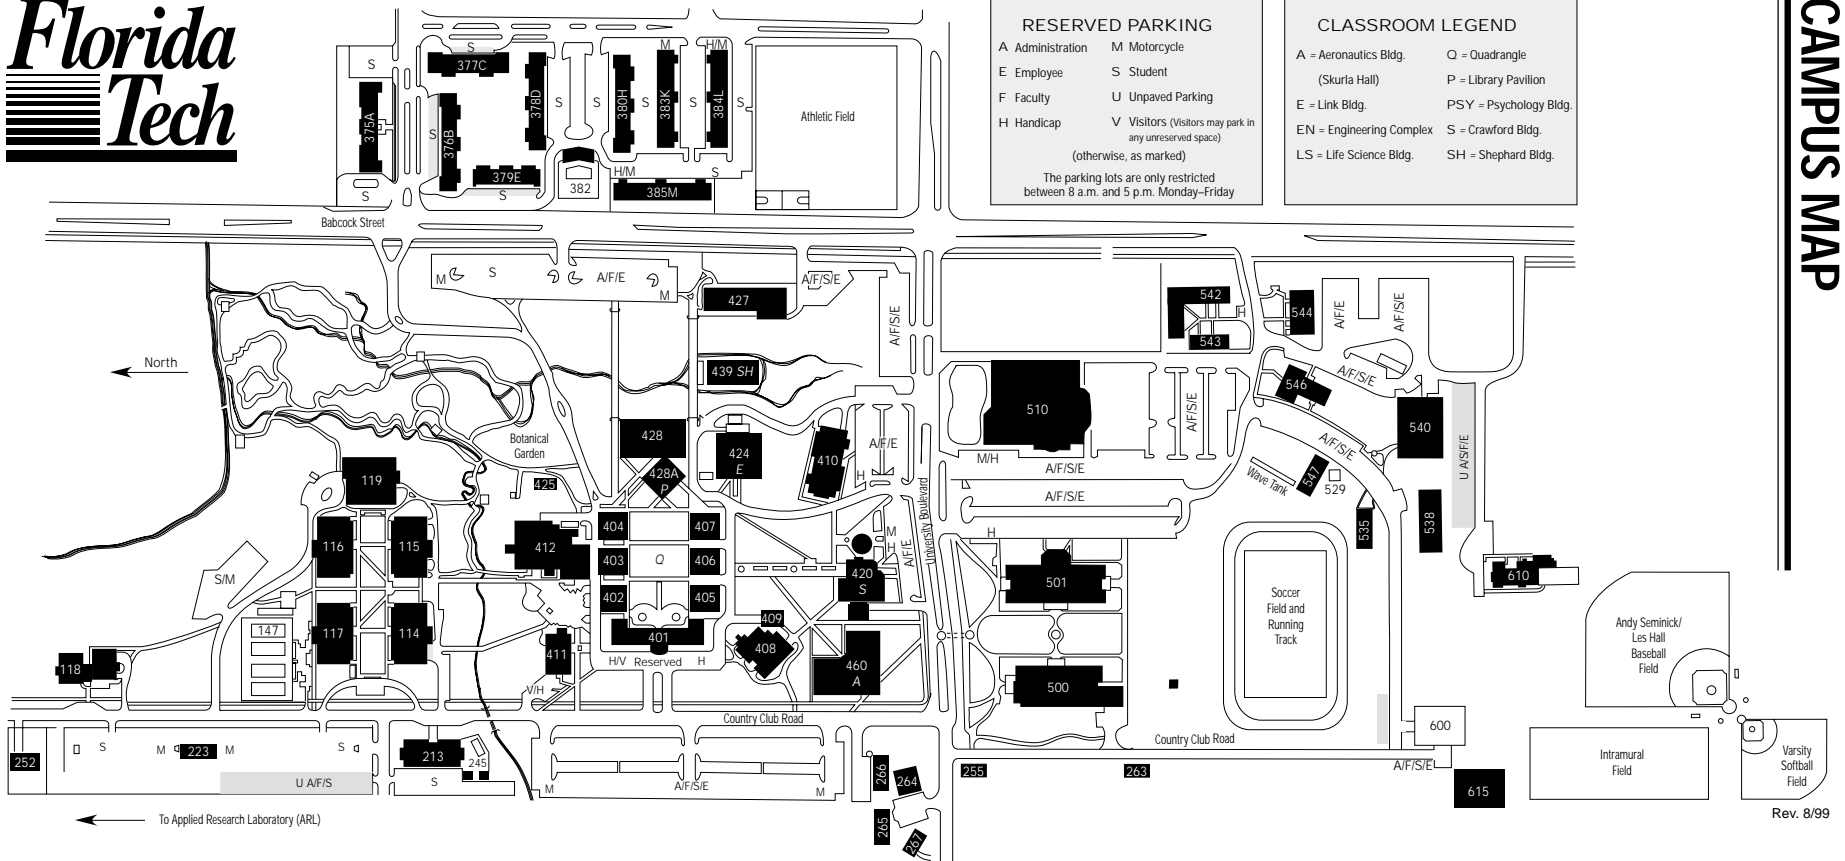 Florida
Tech
CAMPUS MAP
RESERVED PARKING
A Administration
E Employee
F Faculty
H Handicap
M Motorcycle
S Student
U Unpaved Parking
V Visitors (Visitors may park in
any unreserved space)
(otherwise, as marked)
The parking lots are only restricted
between 8 a.m. and 5 p.m. Monday–Friday
CLASSROOM LEGEND
A = Aeronautics Bldg.
(Skurla Hall)
E = Link Bldg.
EN = Engineering Complex
LS = Life Science Bldg.
Q = Quadrangle
P = Library Pavilion
PSY = Psychology Bldg.
S = Crawford Bldg.
SH = Shephard Bldg.
S
377C
M
H/M
S
375A
S
376B
378D
S
S
380H
S
383K
S
384L
S
Athletic Field
379E
S
S
382
H/M
S
385M
Babcock Street
M
S
A/F/E
M
A/F/S/E
427
A/F/S/E
542
H
543
544
A/F/E
A/F/S/E
North
439 SH
A/F/S/E
546
510
A/F/S/E
540
U A/S/F/E
428
428A
P
424
E
410
A/F/E
H
M/H
A/F/S/E
A/F/S/E
Botanical
Garden
425
119
Wave Tank
547
529
535
538
A/F/S/E
404
407
M
H
A/F/E
University Boulevard
H
116
115
412
403
Q
406
420
S
501
610
S/M
402
405
Soccer
Field and
Running
Track
147
117
114
401
409
408
411
H/V Reserved H
460
A
118
V/H
500
Andy Seminick/
Les Hall
Baseball
Field
Country Club Road
Country Club Road
600
252
S
M
223
M
S
213
245
S
U A/F/S
M
A/F/S/E
M
266
264
265
267
255
263
A/F/S/E
615
Intramural
Field
Varsity
Softball
Field
To Applied Research Laboratory (ARL)
Rev. 8/99